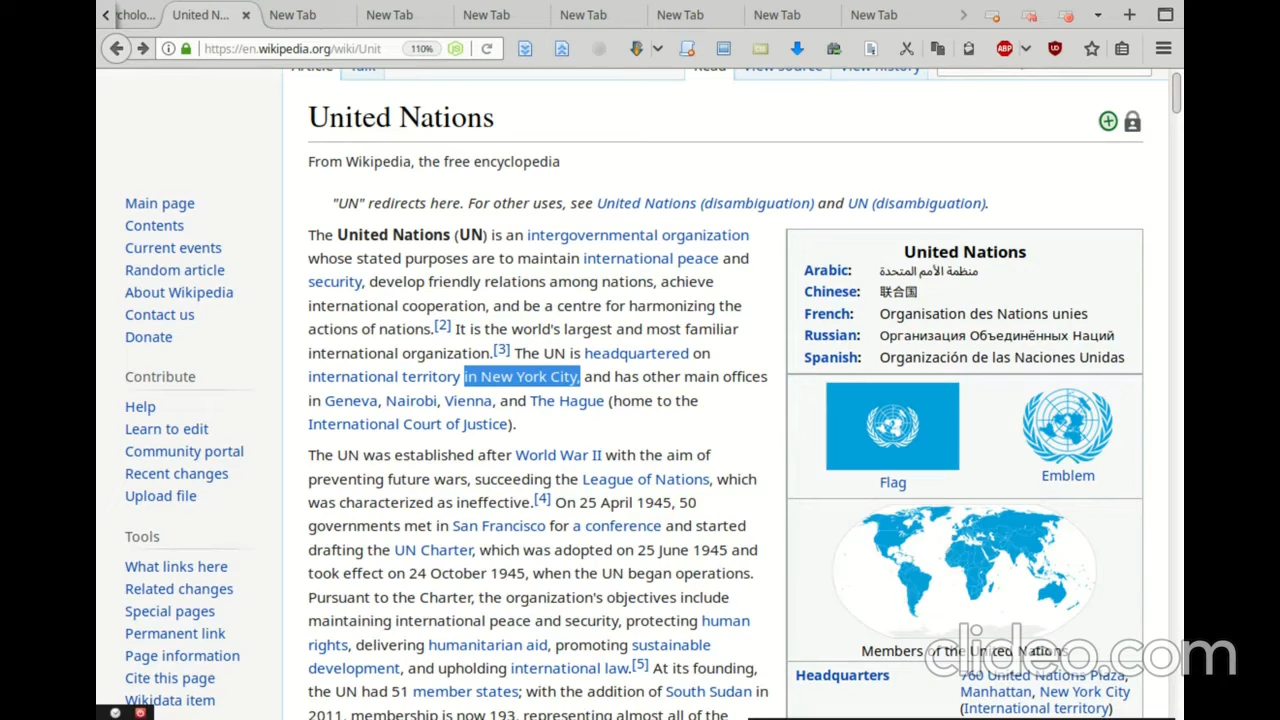 United N...
New Tab
New Tab
New Tab
New Tab
New Tab
New Tab
New Tab
https://en.wikipedia.org/wiki/Unit
110%
ABP
United Nations
From Wikipedia, the free encyclopedia
"UN" redirects here. For other uses, see United Nations (disambiguation) and UN (disambiguation).
The United Nations (UN) is an intergovernmental organization
whose stated purposes are to maintain international peace and
security, develop friendly relations among nations, achieve
international cooperation, and be a centre for harmonizing the
actions of nations.[2] It is the world's largest and most familiar
international organization.[3] The UN is headquartered on
international territory in New York City, and has other main offices
in Geneva, Nairobi, Vienna, and The Hague (home to the
International Court of Justice).
The UN was established after World War II with the aim of
preventing future wars, succeeding the League of Nations, which
was characterized as ineffective.[4] On 25 April 1945, 50
governments met in San Francisco for a conference and started
drafting the UN Charter, which was adopted on 25 June 1945 and
took effect on 24 October 1945, when the UN began operations.
Pursuant to the Charter, the organization's objectives include
maintaining international peace and security, protecting human
rights, delivering humanitarian aid, promoting sustainable
development, and upholding international law.[5] At its founding,
the UN had 51 member states; with the addition of South Sudan in
2011, membership is now 193, representing almost all of the
Main page
Contents
Current events
Random article
About Wikipedia
Contact us
Donate
Contribute
Help
Learn to edit
Community portal
Recent changes
Upload file
Tools
What links here
Related changes
Special pages
Permanent link
Page information
Cite this page
Wikidata item
United Nations
Arabic: منظمة الأمم المتحدة
Chinese: 联合国
French: Organisation des Nations unies
Russian: Организация Объединённых Наций
Spanish: Organización de las Naciones Unidas
Flag
Emblem
Members of the United Nations
Headquarters 760 United Nations Plaza,
Manhattan, New York City
(International territory)
clideo.com